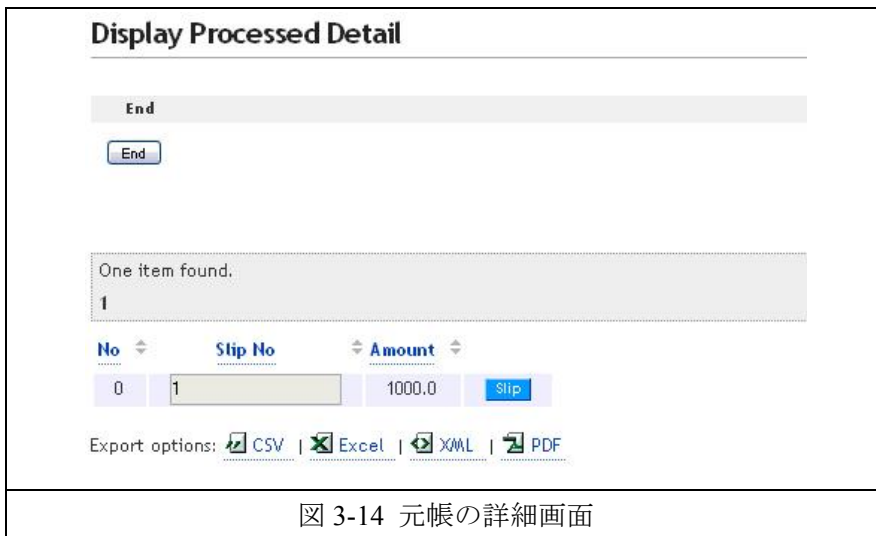 Display Processed Detail
End
End
One item found.
1
No Slip No Amount
0 1 1000.0 Slip
Export options: CSV | Excel | XML | PDF
図 3-14 元帳の詳細画面